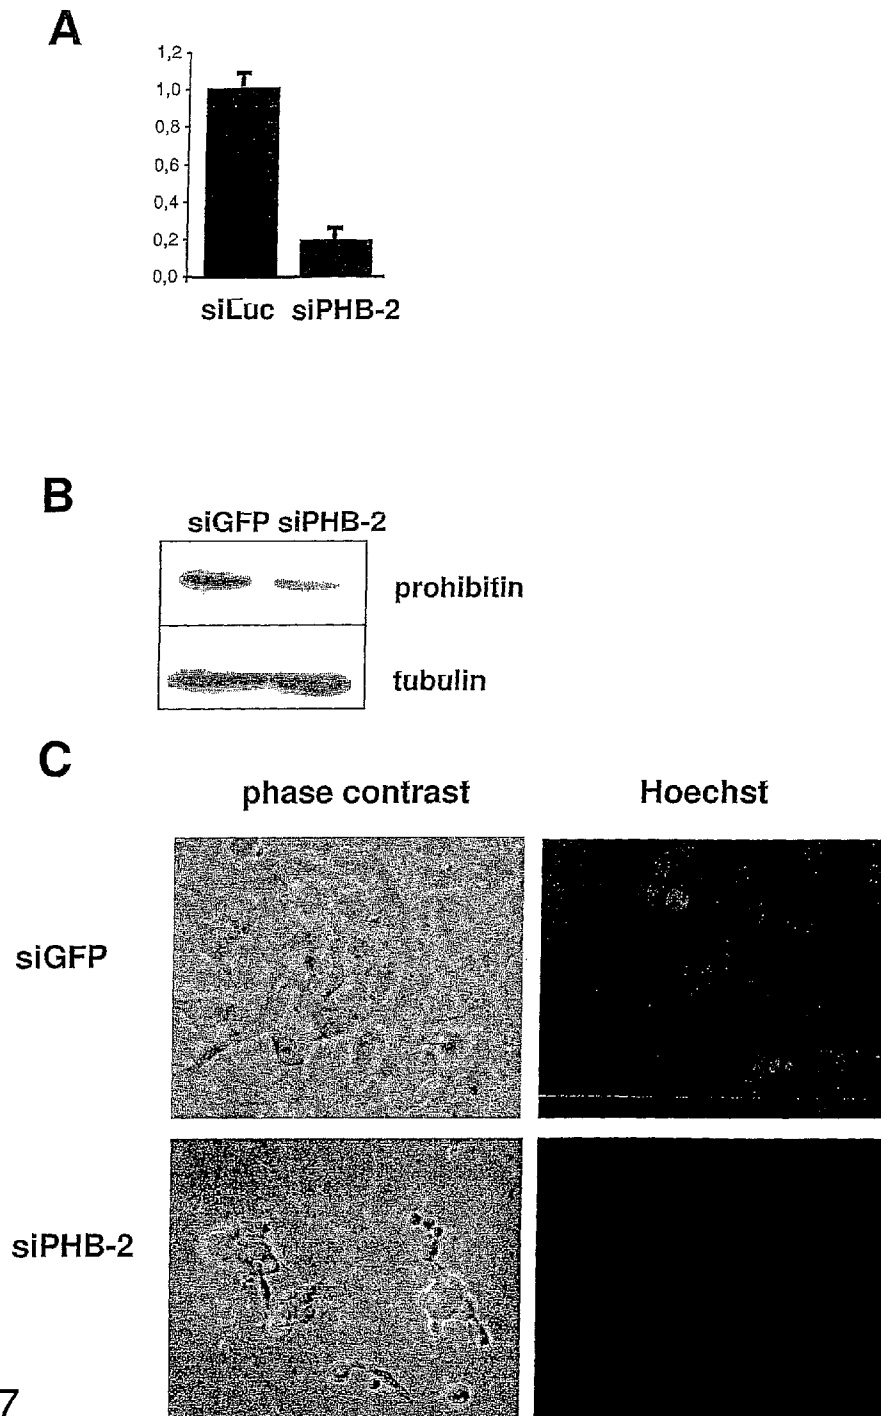 A
1,2
1,0
0,8
0,6
0,4
0,2
0,0
siLuc siPHB-2
B
siGFP siPHB-2
prohibitin
tubulin
C
phase contrast Hoechst
siGFP
siPHB-2
7